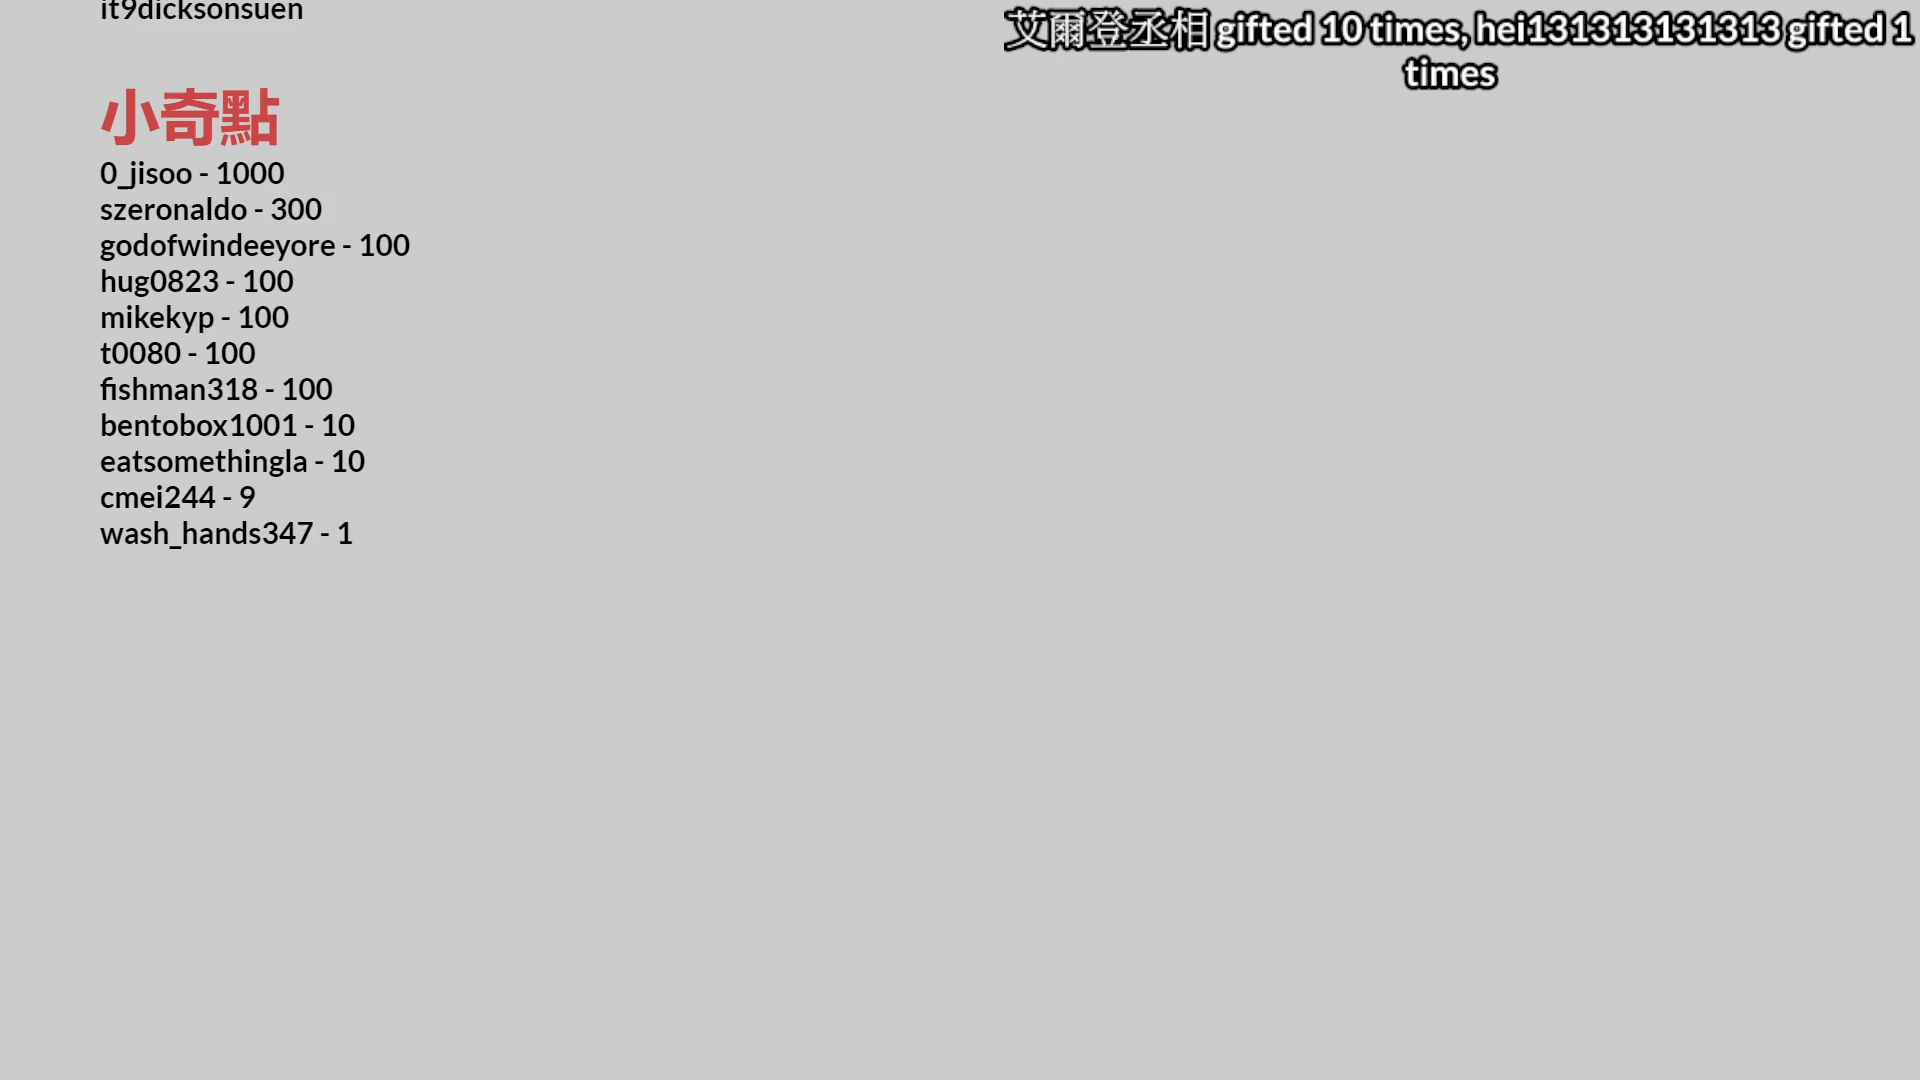 it9dicksonsuen
艾爾登丞相 gifted 10 times, hei131313131313 gifted 1
times
小奇點
0_jisoo - 1000
szeronaldo - 300
godofwindeeyore - 100
hug0823 - 100
mikekyp - 100
t0080 - 100
fishman318 - 100
bentobox1001 - 10
eatsomethingla - 10
cmei244 - 9
wash_hands347 - 1